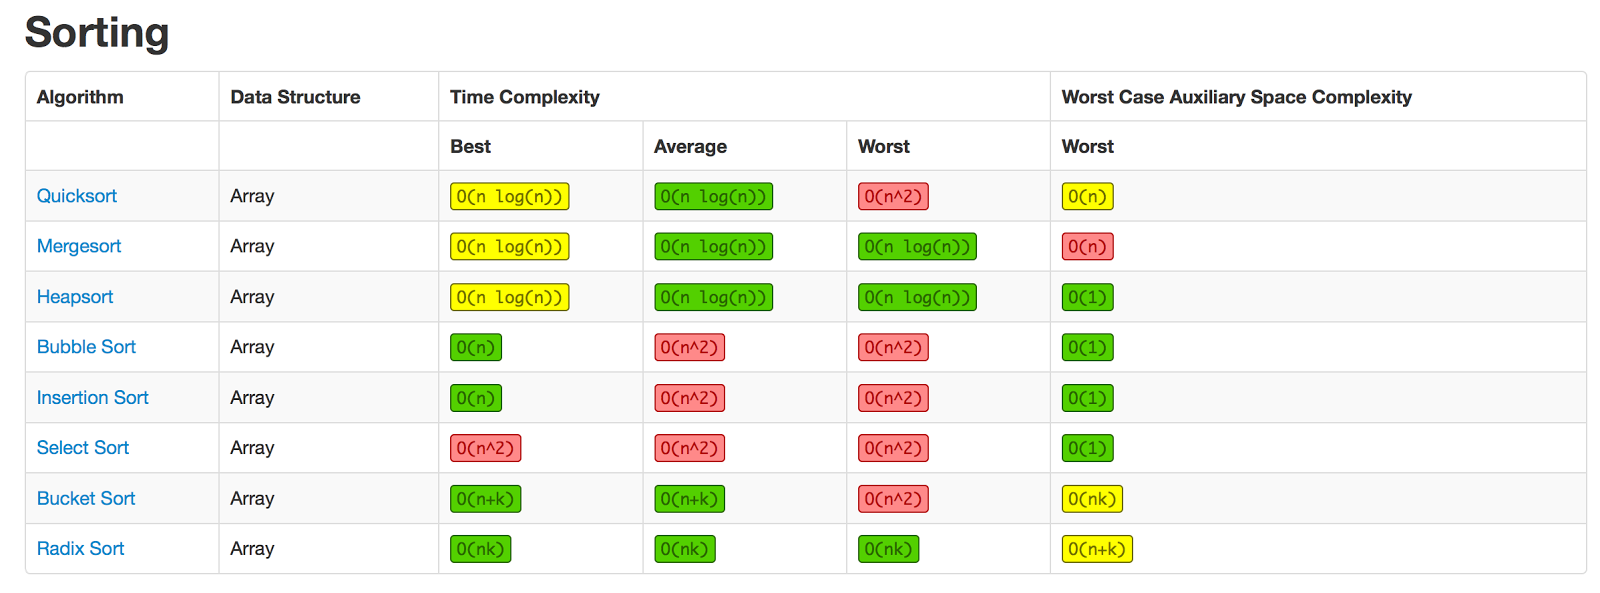 Sorting
Algorithm Data Structure Time Complexity Worst Case Auxiliary Space Complexity
Best Average Worst Worst
Quicksort Array O(n log(n)) O(n log(n)) O(n^2) O(n)
Mergesort Array O(n log(n)) O(n log(n)) O(n log(n)) O(n)
Heapsort Array O(n log(n)) O(n log(n)) O(n log(n)) O(1)
Bubble Sort Array O(n) O(n^2) O(n^2) O(1)
Insertion Sort Array O(n) O(n^2) O(n^2) O(1)
Select Sort Array O(n^2) O(n^2) O(n^2) O(1)
Bucket Sort Array O(n+k) O(n+k) O(n^2) O(nk)
Radix Sort Array O(nk) O(nk) O(nk) O(n+k)